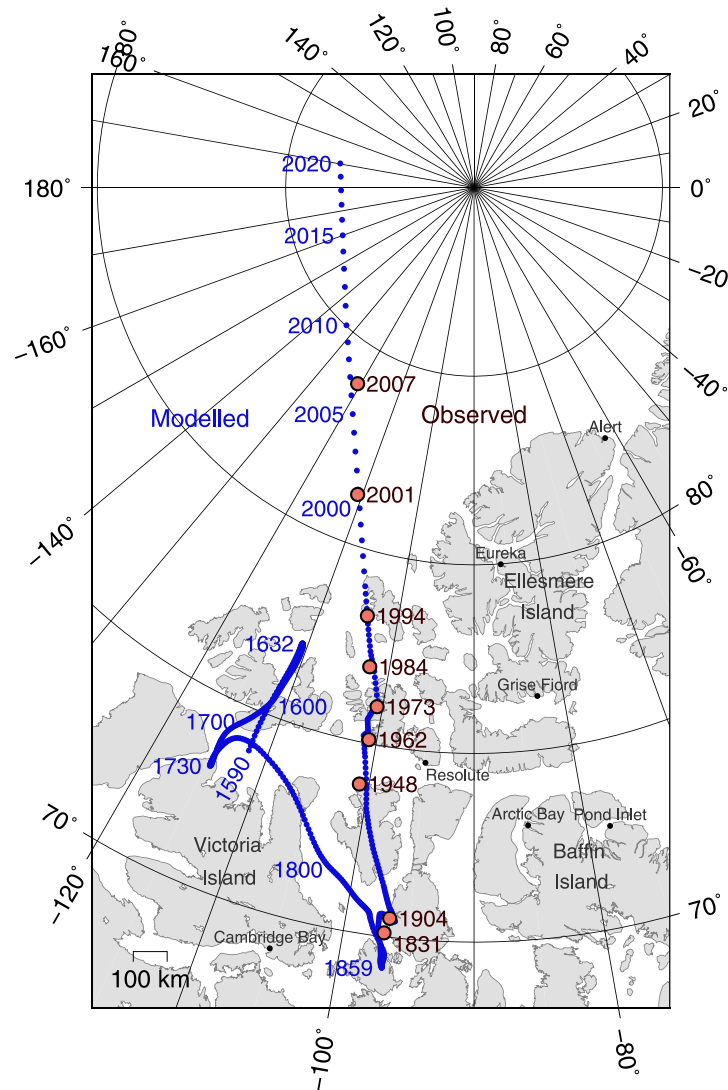 180°
160°
140°
120°
100°
80°
60°
40°
20°
2020
180°
0°
2015
−20°
2010
−160°
2007
−40°
2005
Modelled
Observed
Alert
2001
80°
2000
−140°
Eureka
−60°
Ellesmere
Island
1994
1632
1984
Grise Fiord
1600
1973
1700
1962
1730
1590
Resolute
1948
70°
Arctic Bay
Pond Inlet
Victoria
Island
Baffin
Island
1800
−120°
70°
1904
Cambridge Bay
1831
1859
100 km
−100°
−80°